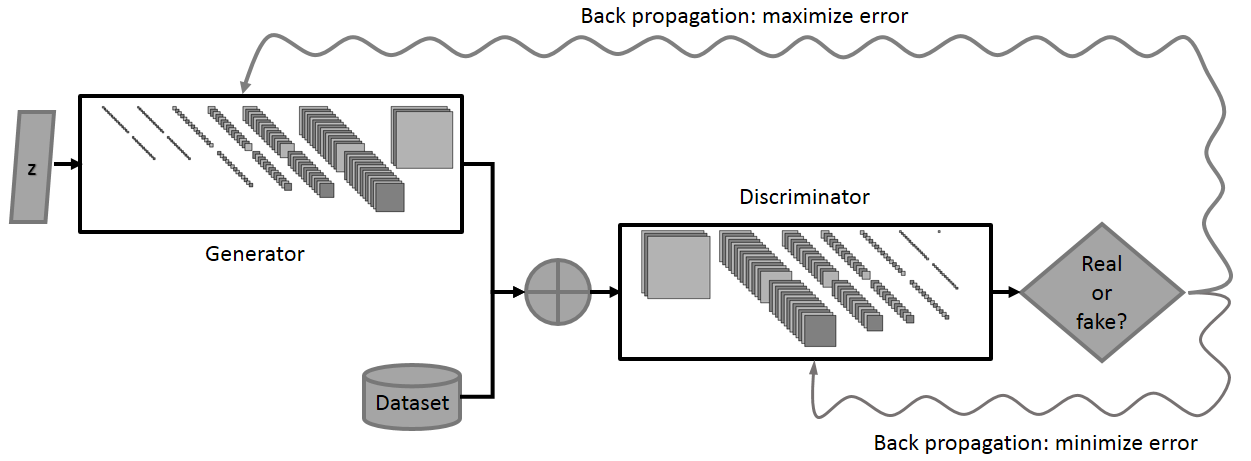 Back propagation: maximize error
z
Generator
Discriminator
Real
or
fake?
Dataset
Back propagation: minimize error